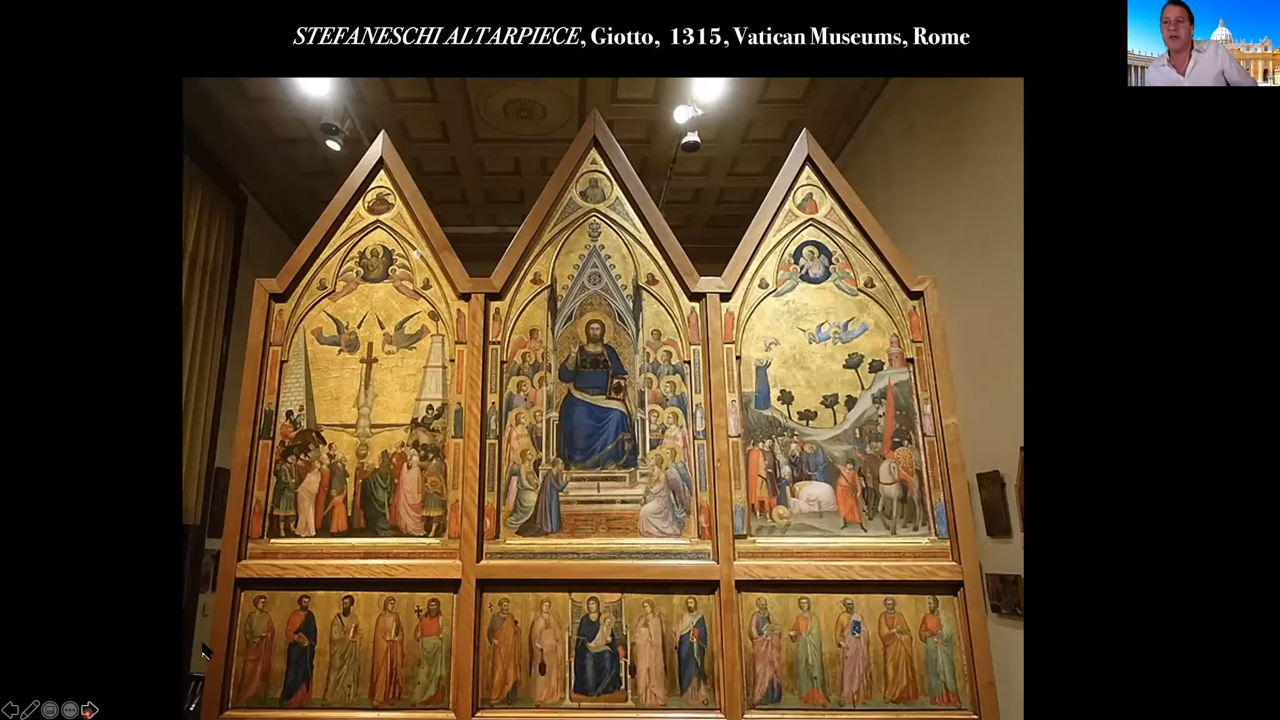 STEFANESCHI ALTARPIECE, Giotto, 1315, Vatican Museums, Rome